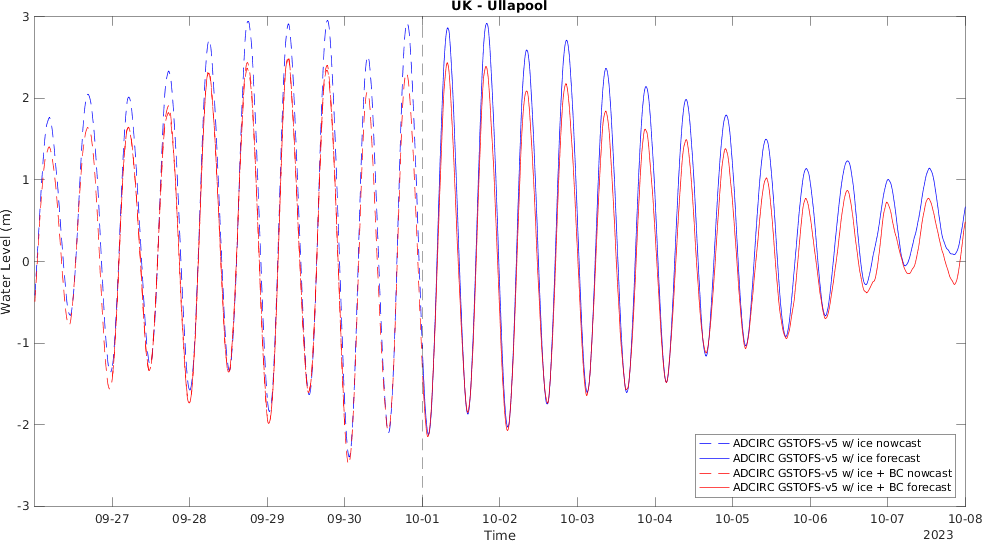 UK - Ullapool
3
2
1
0
-1
-2
-3
Water Level (m)
09-27 09-28 09-29 09-30 10-01 10-02 10-03 10-04 10-05 10-06 10-07 10-08
Time
2023
ADCIRC GSTOFS-v5 w/ ice nowcast
ADCIRC GSTOFS-v5 w/ ice forecast
ADCIRC GSTOFS-v5 w/ ice + BC nowcast
ADCIRC GSTOFS-v5 w/ ice + BC forecast